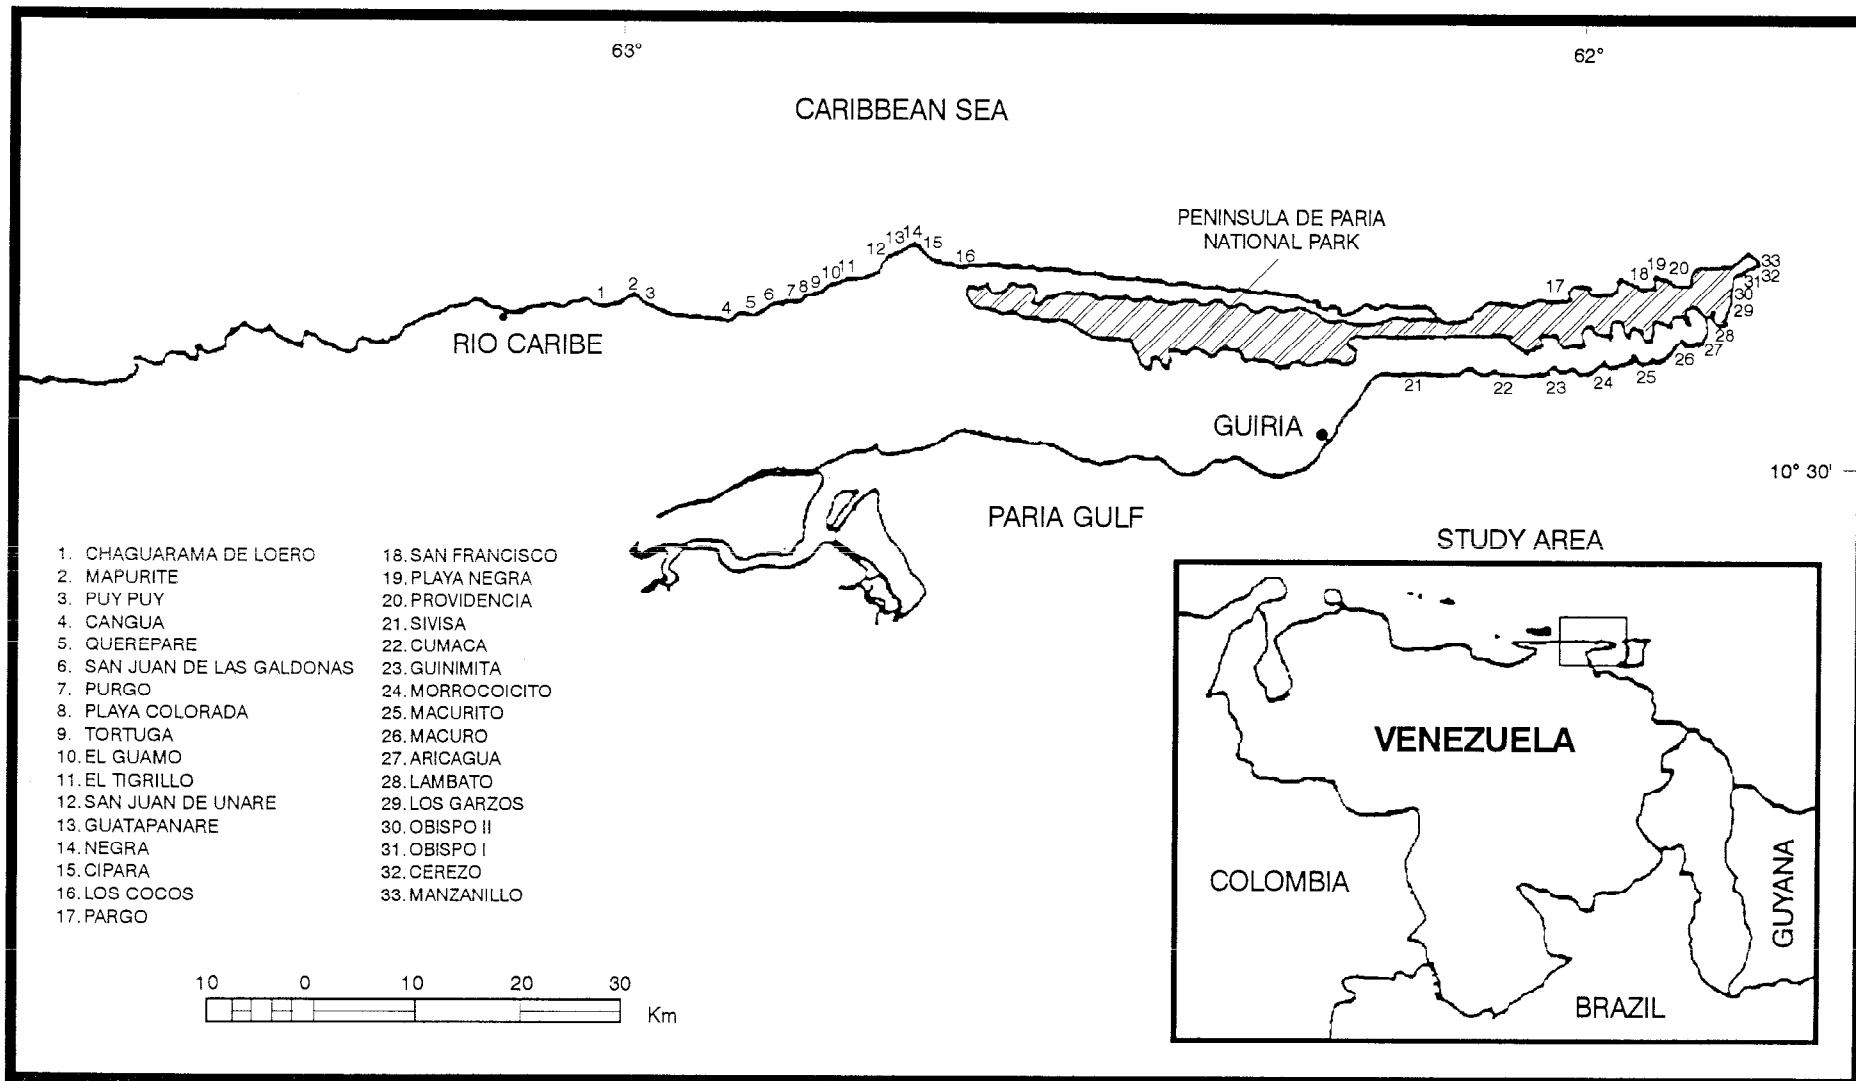 63°
62°
CARIBBEAN SEA
PENINSULA DE PARIA
NATIONAL PARK
1
2
3
4
5
6
7
8
9
10
11
12
13
14
15
16
17
18
19
20
33
32
31
30
29
28
27
26
25
24
23
22
21
RIO CARIBE
GUIRIA
10° 30'
PARIA GULF
1. CHAGUARAMA DE LOERO
2. MAPURITE
3. PUY PUY
4. CANGUA
5. QUEREPARE
6. SAN JUAN DE LAS GALDONAS
7. PURGO
8. PLAYA COLORADA
9. TORTUGA
10. EL GUAMO
11. EL TIGRILLO
12. SAN JUAN DE UNARE
13. GUATAPANARE
14. NEGRA
15. CIPARA
16. LOS COCOS
17. PARGO
18. SAN FRANCISCO
19. PLAYA NEGRA
20. PROVIDENCIA
21. SIVISA
22. CUMACA
23. GUINIMITA
24. MORROCOICITO
25. MACURITO
26. MACURO
27. ARICAGUA
28. LAMBATO
29. LOS GARZOS
30. OBISPO II
31. OBISPO I
32. CEREZO
33. MANZANILLO
10 0 10 20 30
Km
STUDY AREA
VENEZUELA
COLOMBIA
GUYANA
BRAZIL